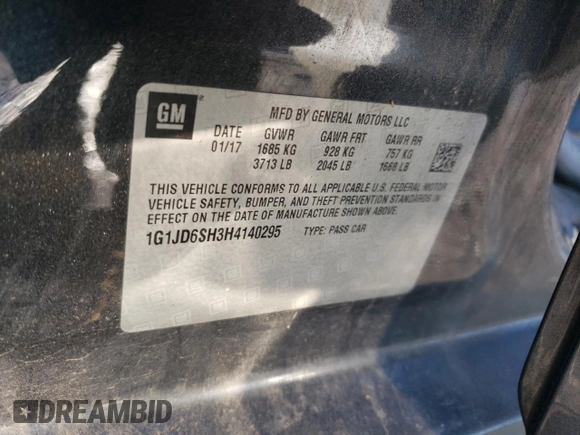 GM
MFD BY GENERAL MOTORS LLC
DATE GVWR GAWR FRT GAWR RR
01/17 1685 KG 928 KG 757 KG
3713 LB 2045 LB 1668 LB
THIS VEHICLE CONFORMS TO ALL APPLICABLE U.S. FEDERAL MOTOR
VEHICLE SAFETY, BUMPER, AND THEFT PREVENTION STANDARDS IN
EFFECT ON THE DATE OF MANUFACTURE SHOWN ABOVE.
1G1JD6SH3H4140295 TYPE: PASS CAR
DREAMBID